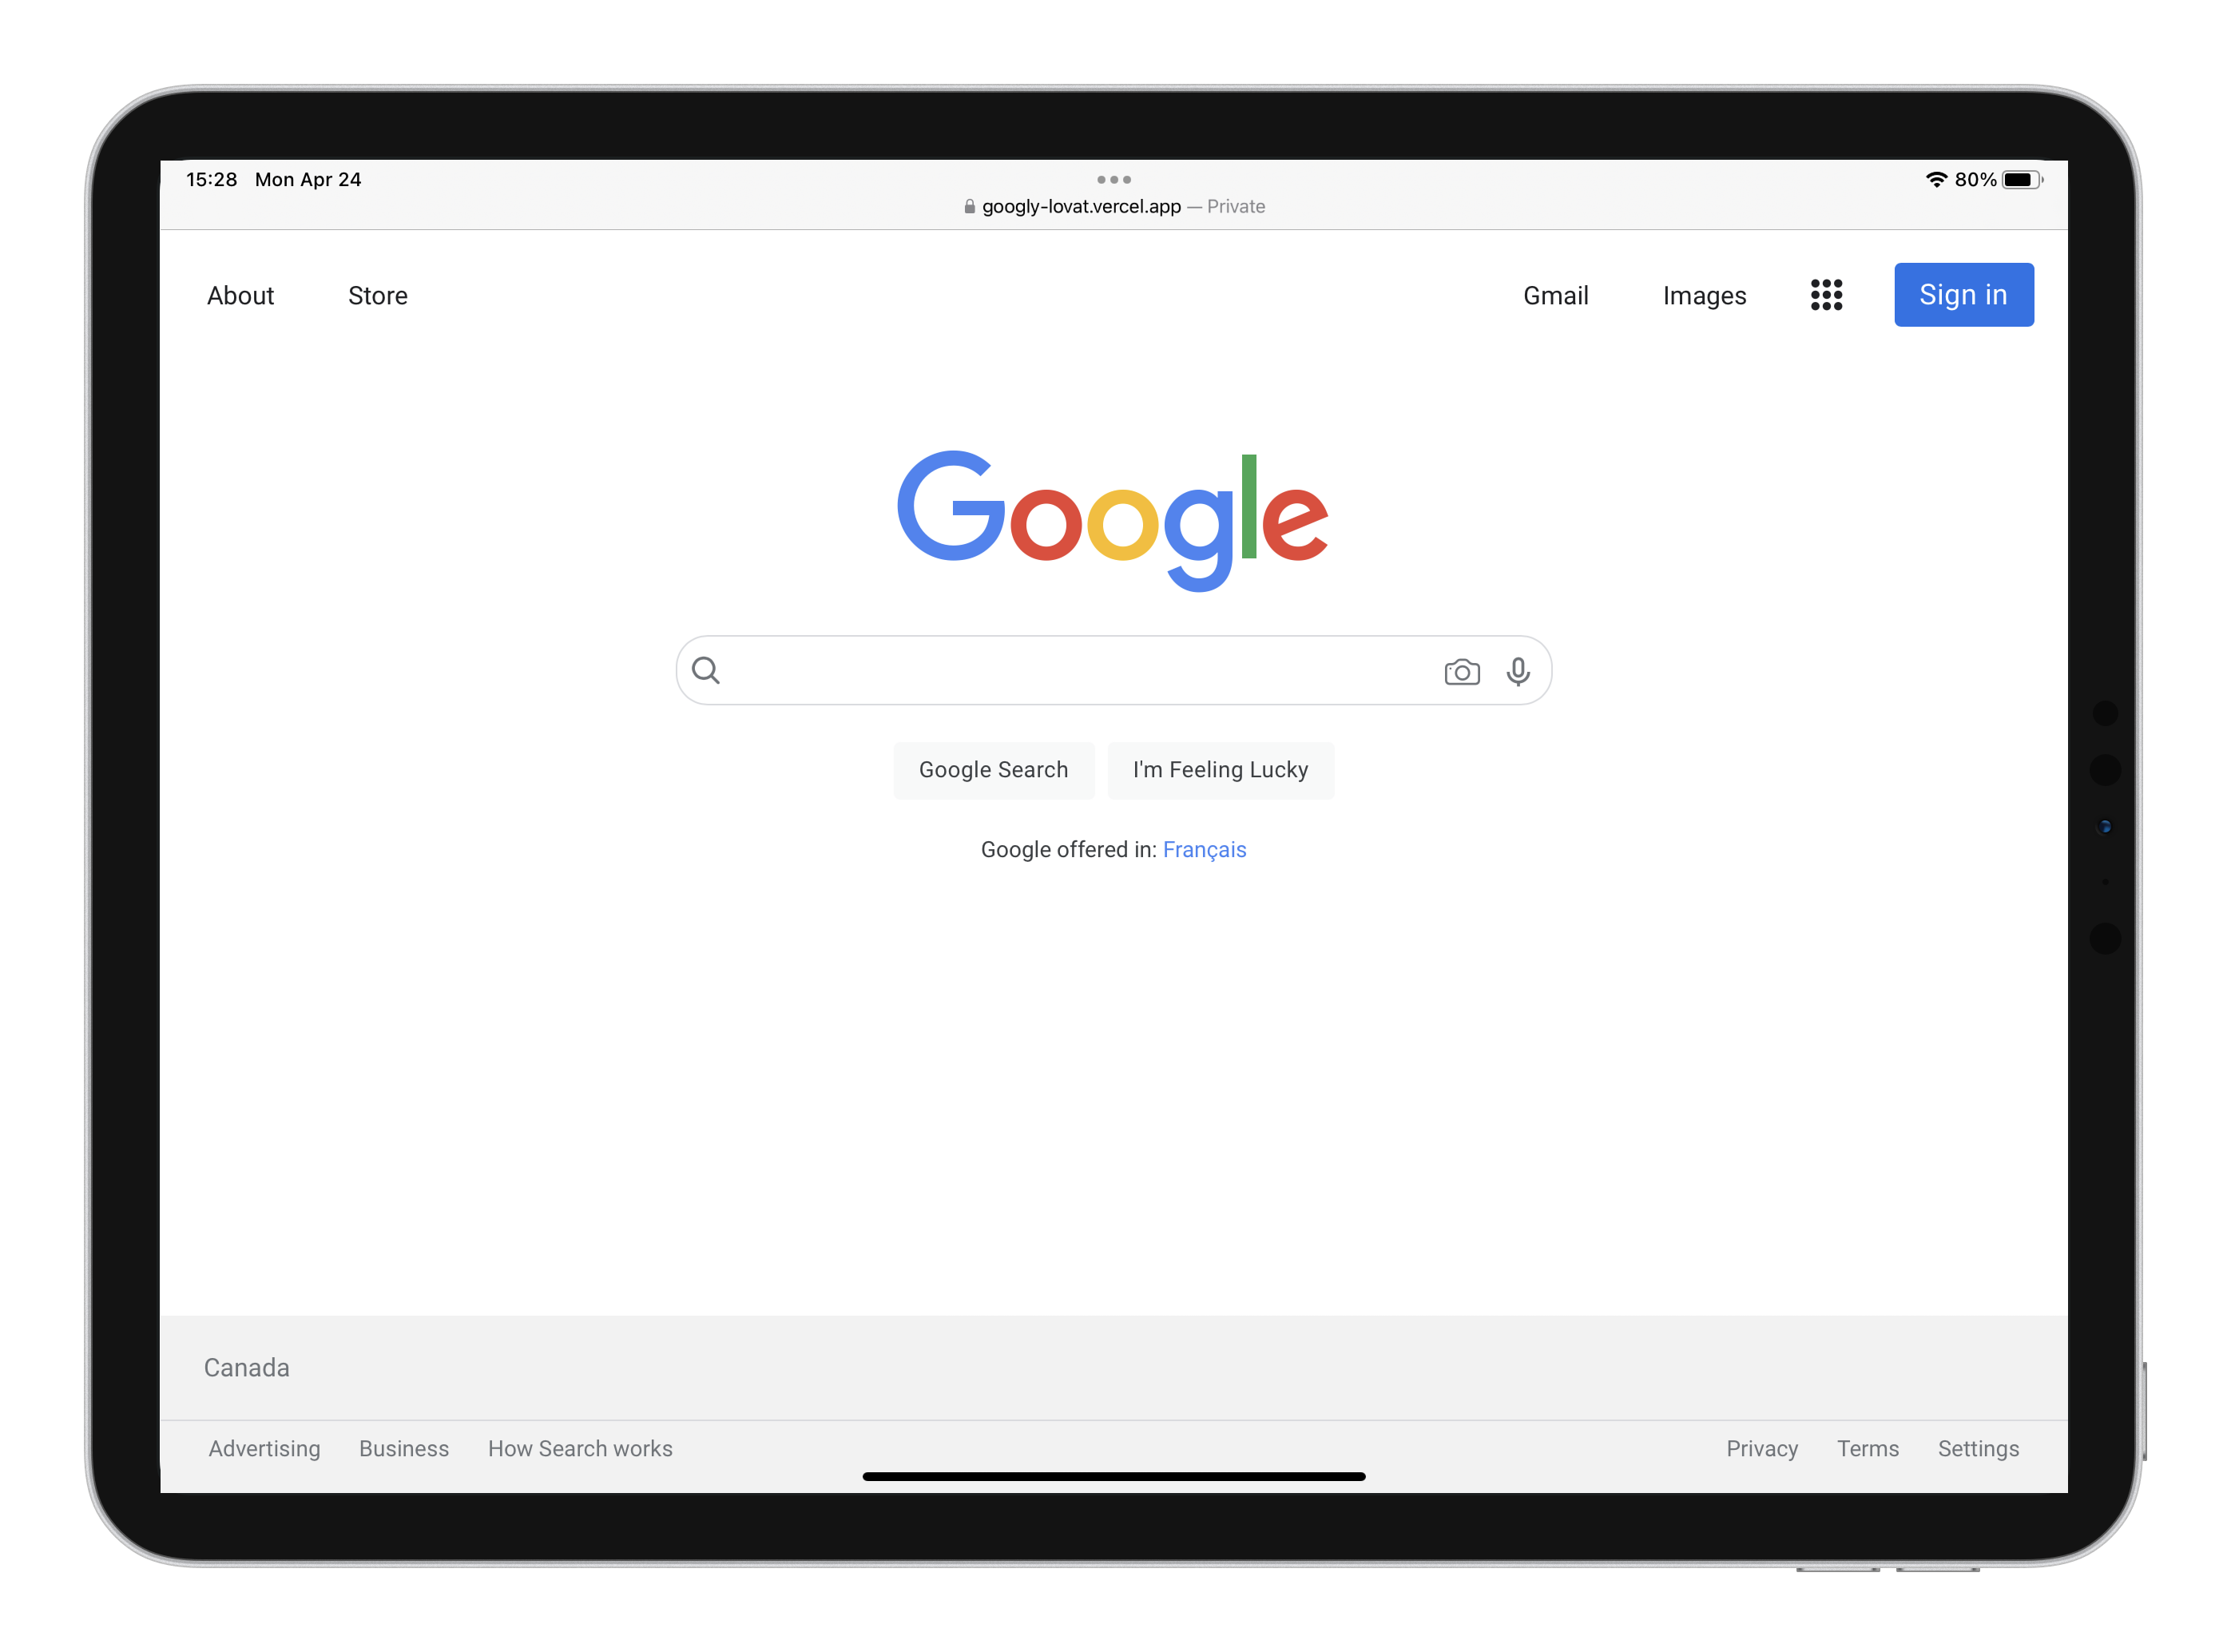 15:28 Mon Apr 24 80%
googly-lovat.vercel.app — Private
About Store Gmail Images Sign in
Google
Google Search I'm Feeling Lucky
Google offered in: Français
Canada
Advertising Business How Search works Privacy Terms Settings